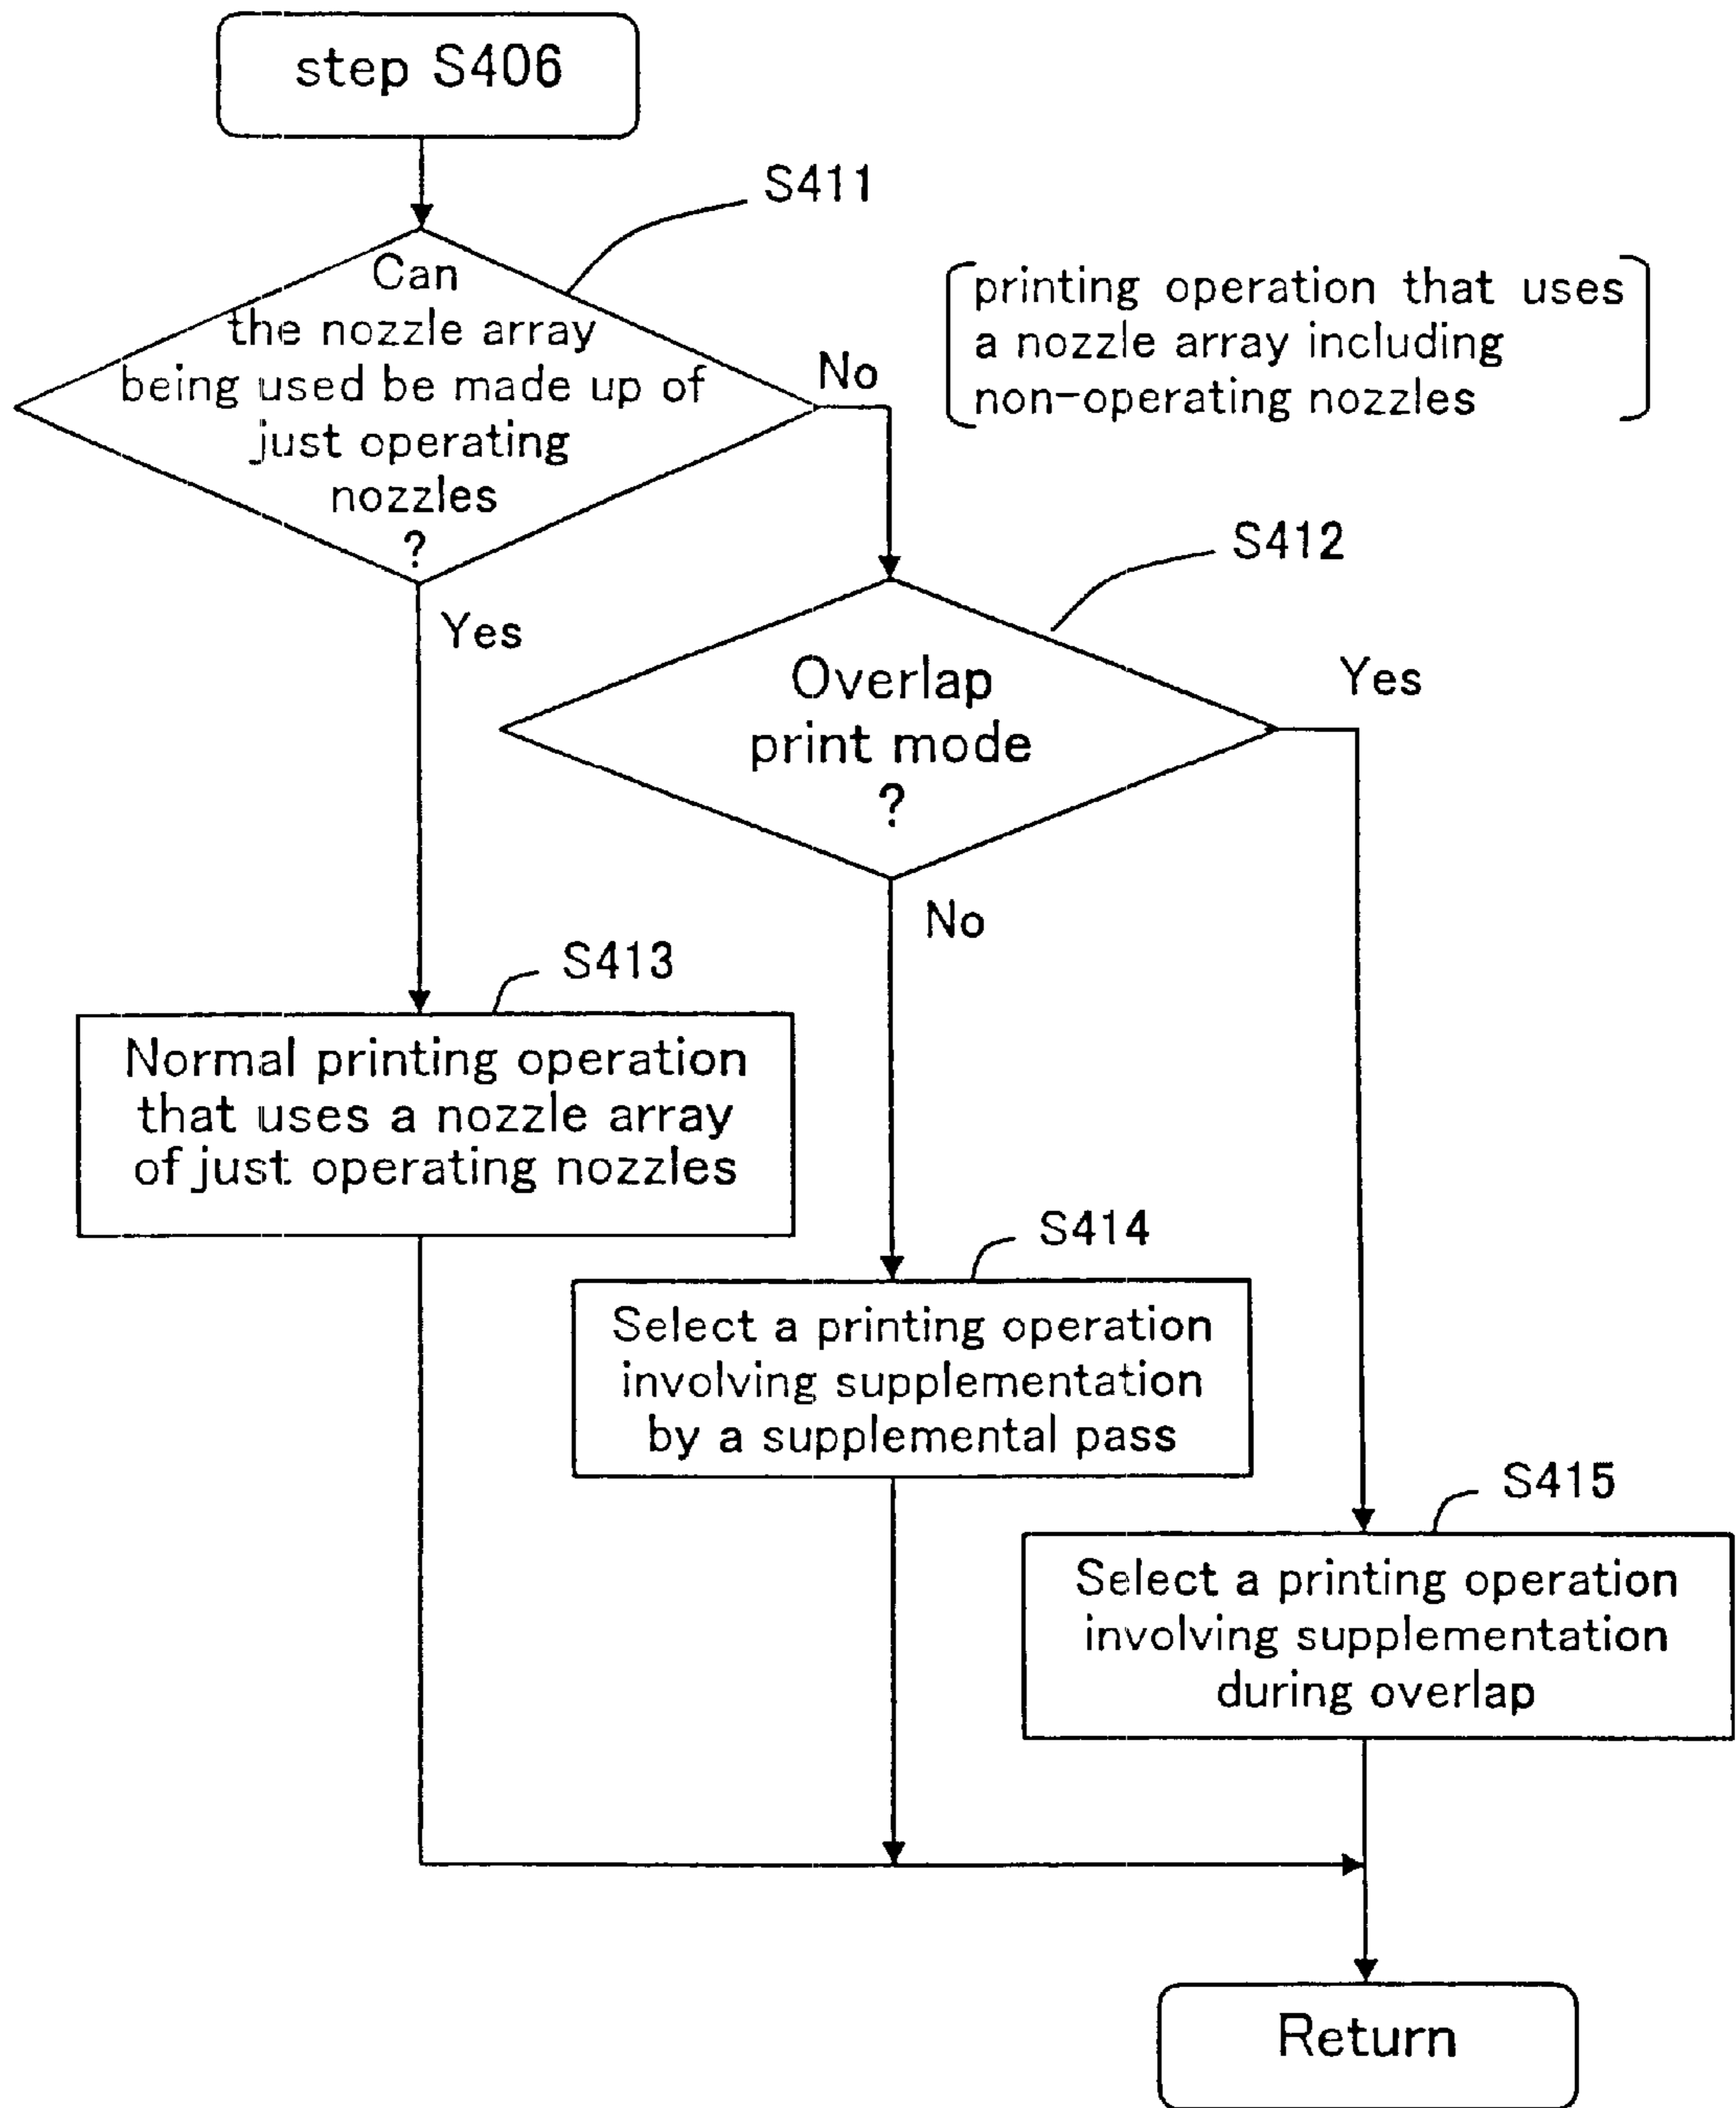 step S406
S411
Can
the nozzle array
being used be made up of
just operating
nozzles
?
No
printing operation that uses
a nozzle array including
non-operating nozzles
Yes
S412
Overlap
print mode
?
Yes
No
S413
Normal printing operation
that uses a nozzle array
of just operating nozzles
S414
Select a printing operation
involving supplementation
by a supplemental pass
S415
Select a printing operation
involving supplementation
during overlap
Return